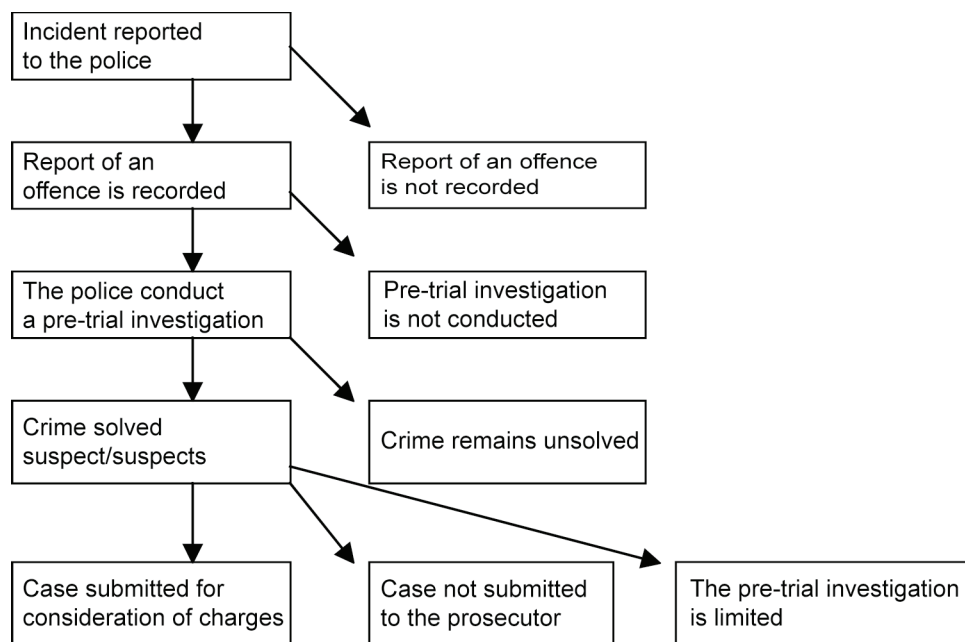 Incident reported
to the police
Report of an
offence is recorded
Report of an offence
is not recorded
The police conduct
a pre-trial investigation
Pre-trial investigation
is not conducted
Crime solved
suspect/suspects
Crime remains unsolved
Case submitted for
consideration of charges
Case not submitted
to the prosecutor
The pre-trial investigation
is limited